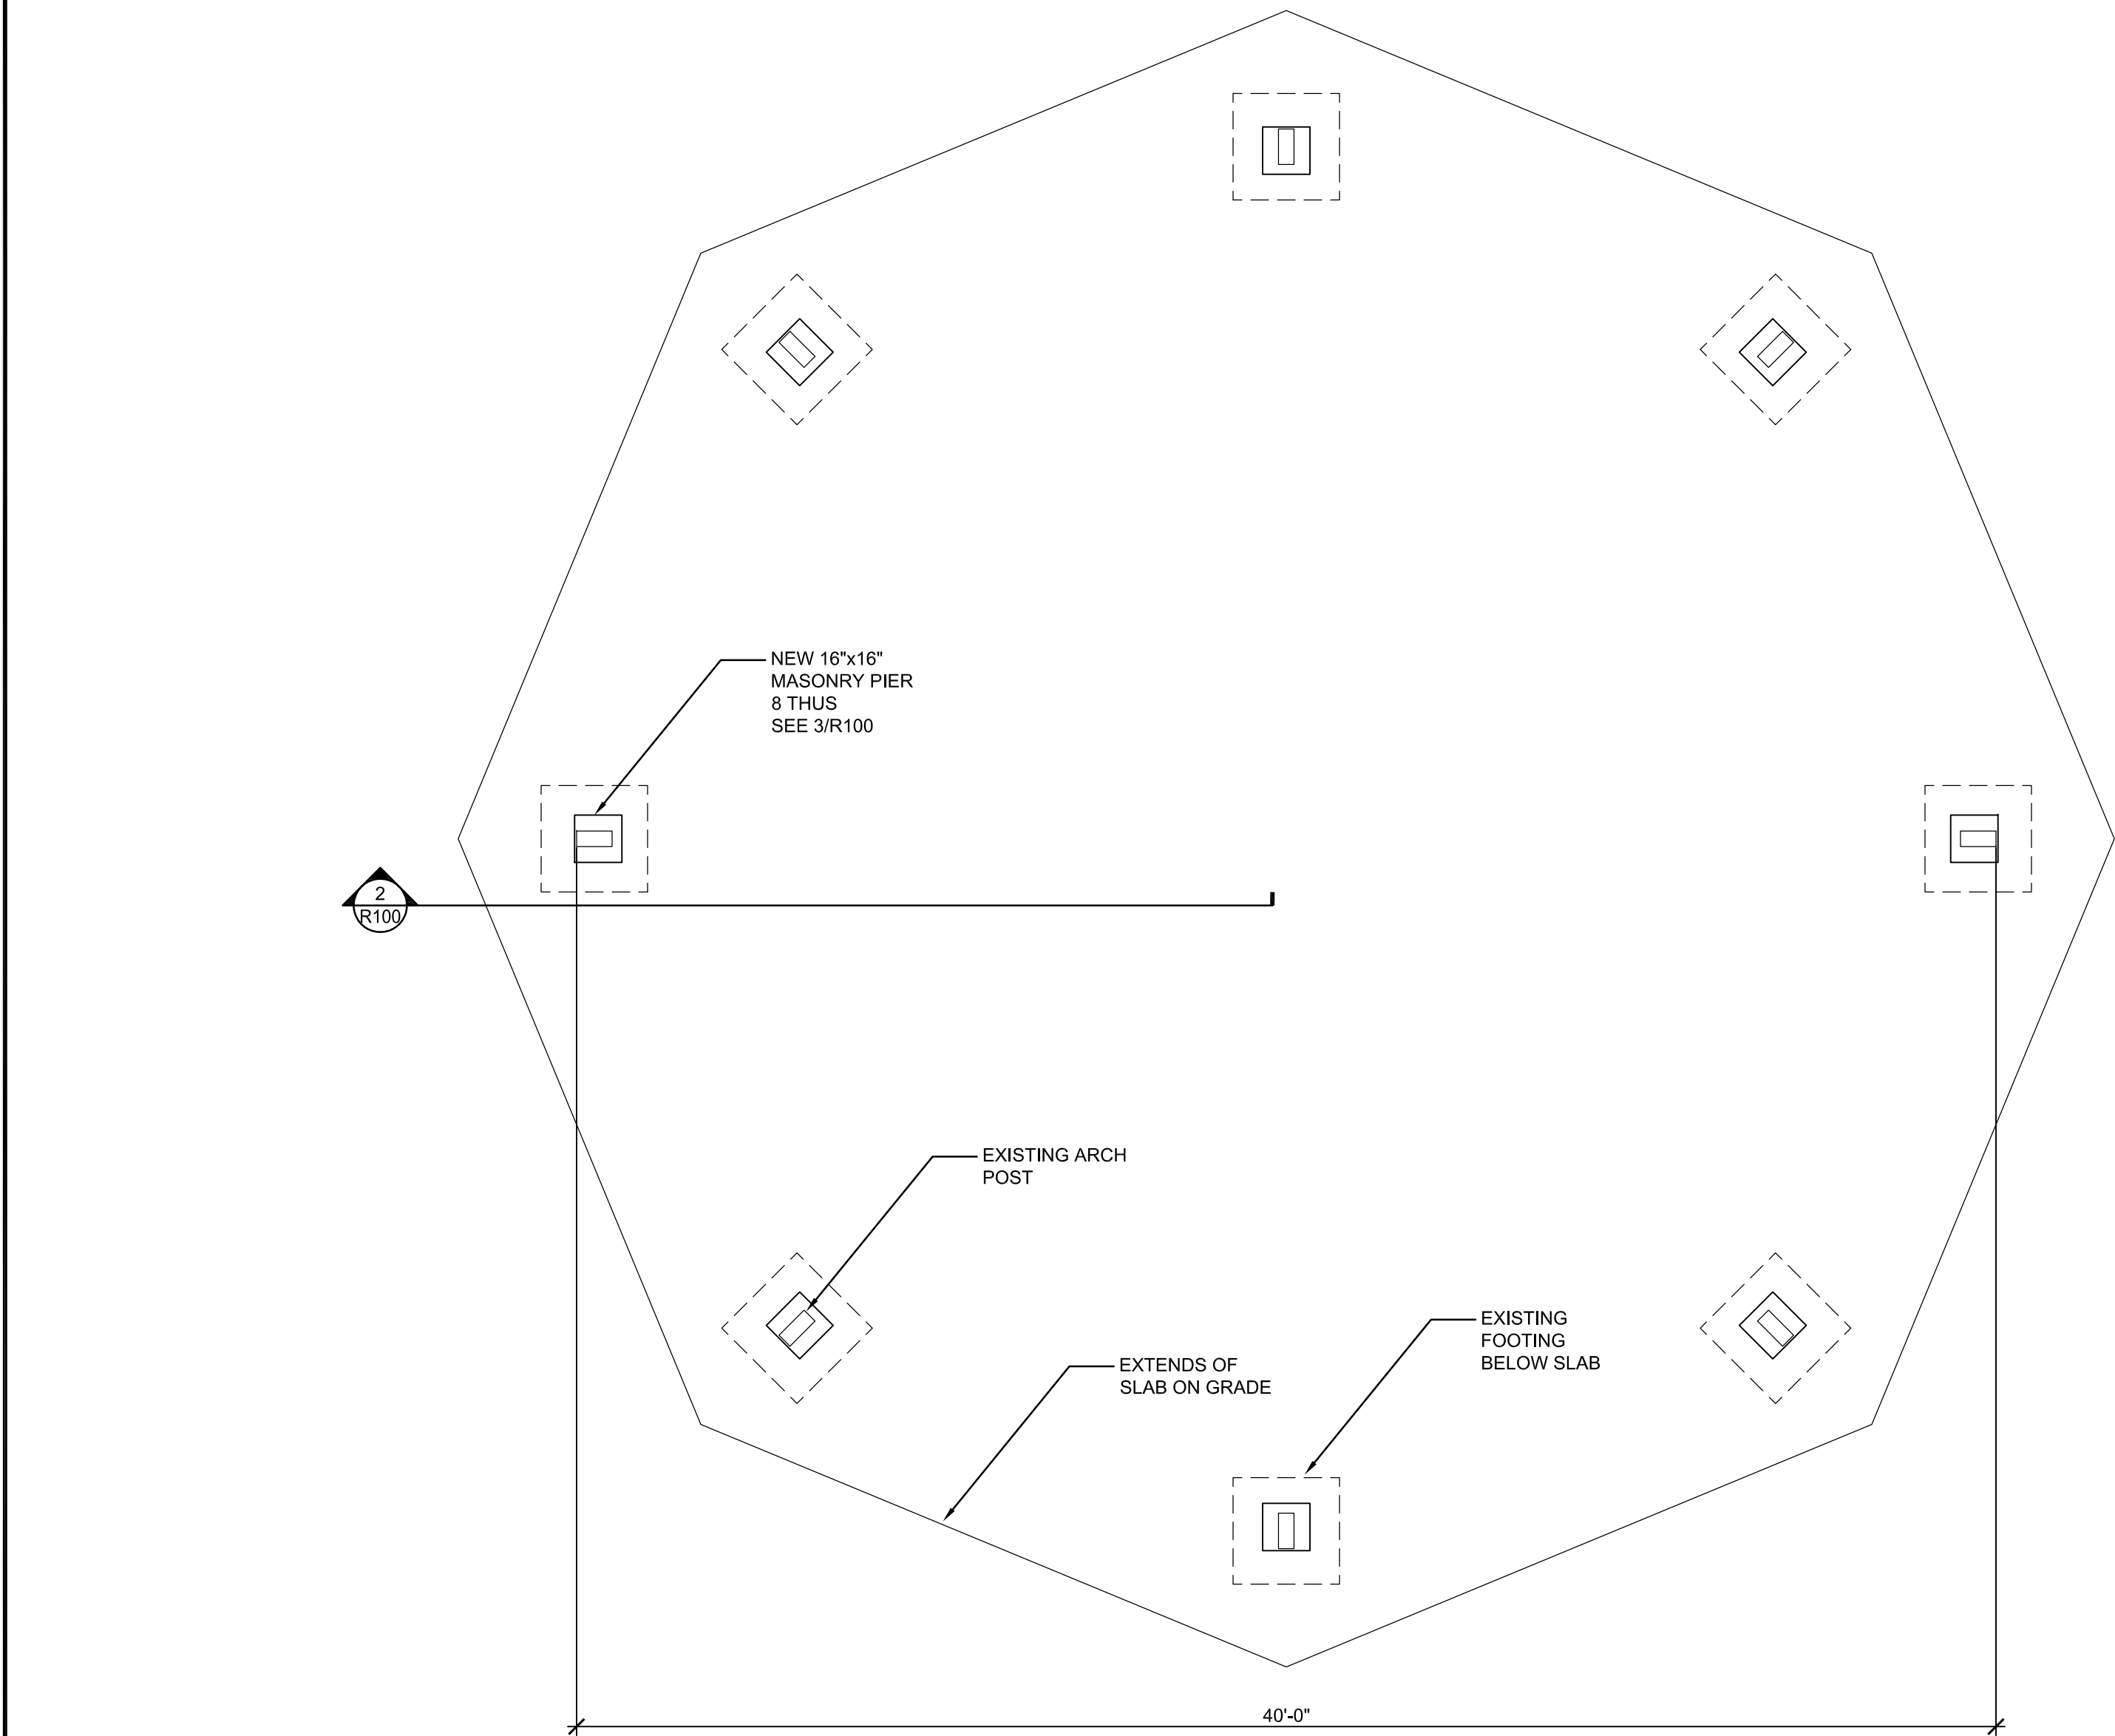 NEW 16"x16"
MASONRY PIER
8 THUS
SEE 3/R100
2
R100
EXISTING ARCH
POST
EXISTING
FOOTING
BELOW SLAB
EXTENDS OF
SLAB ON GRADE
40'-0"